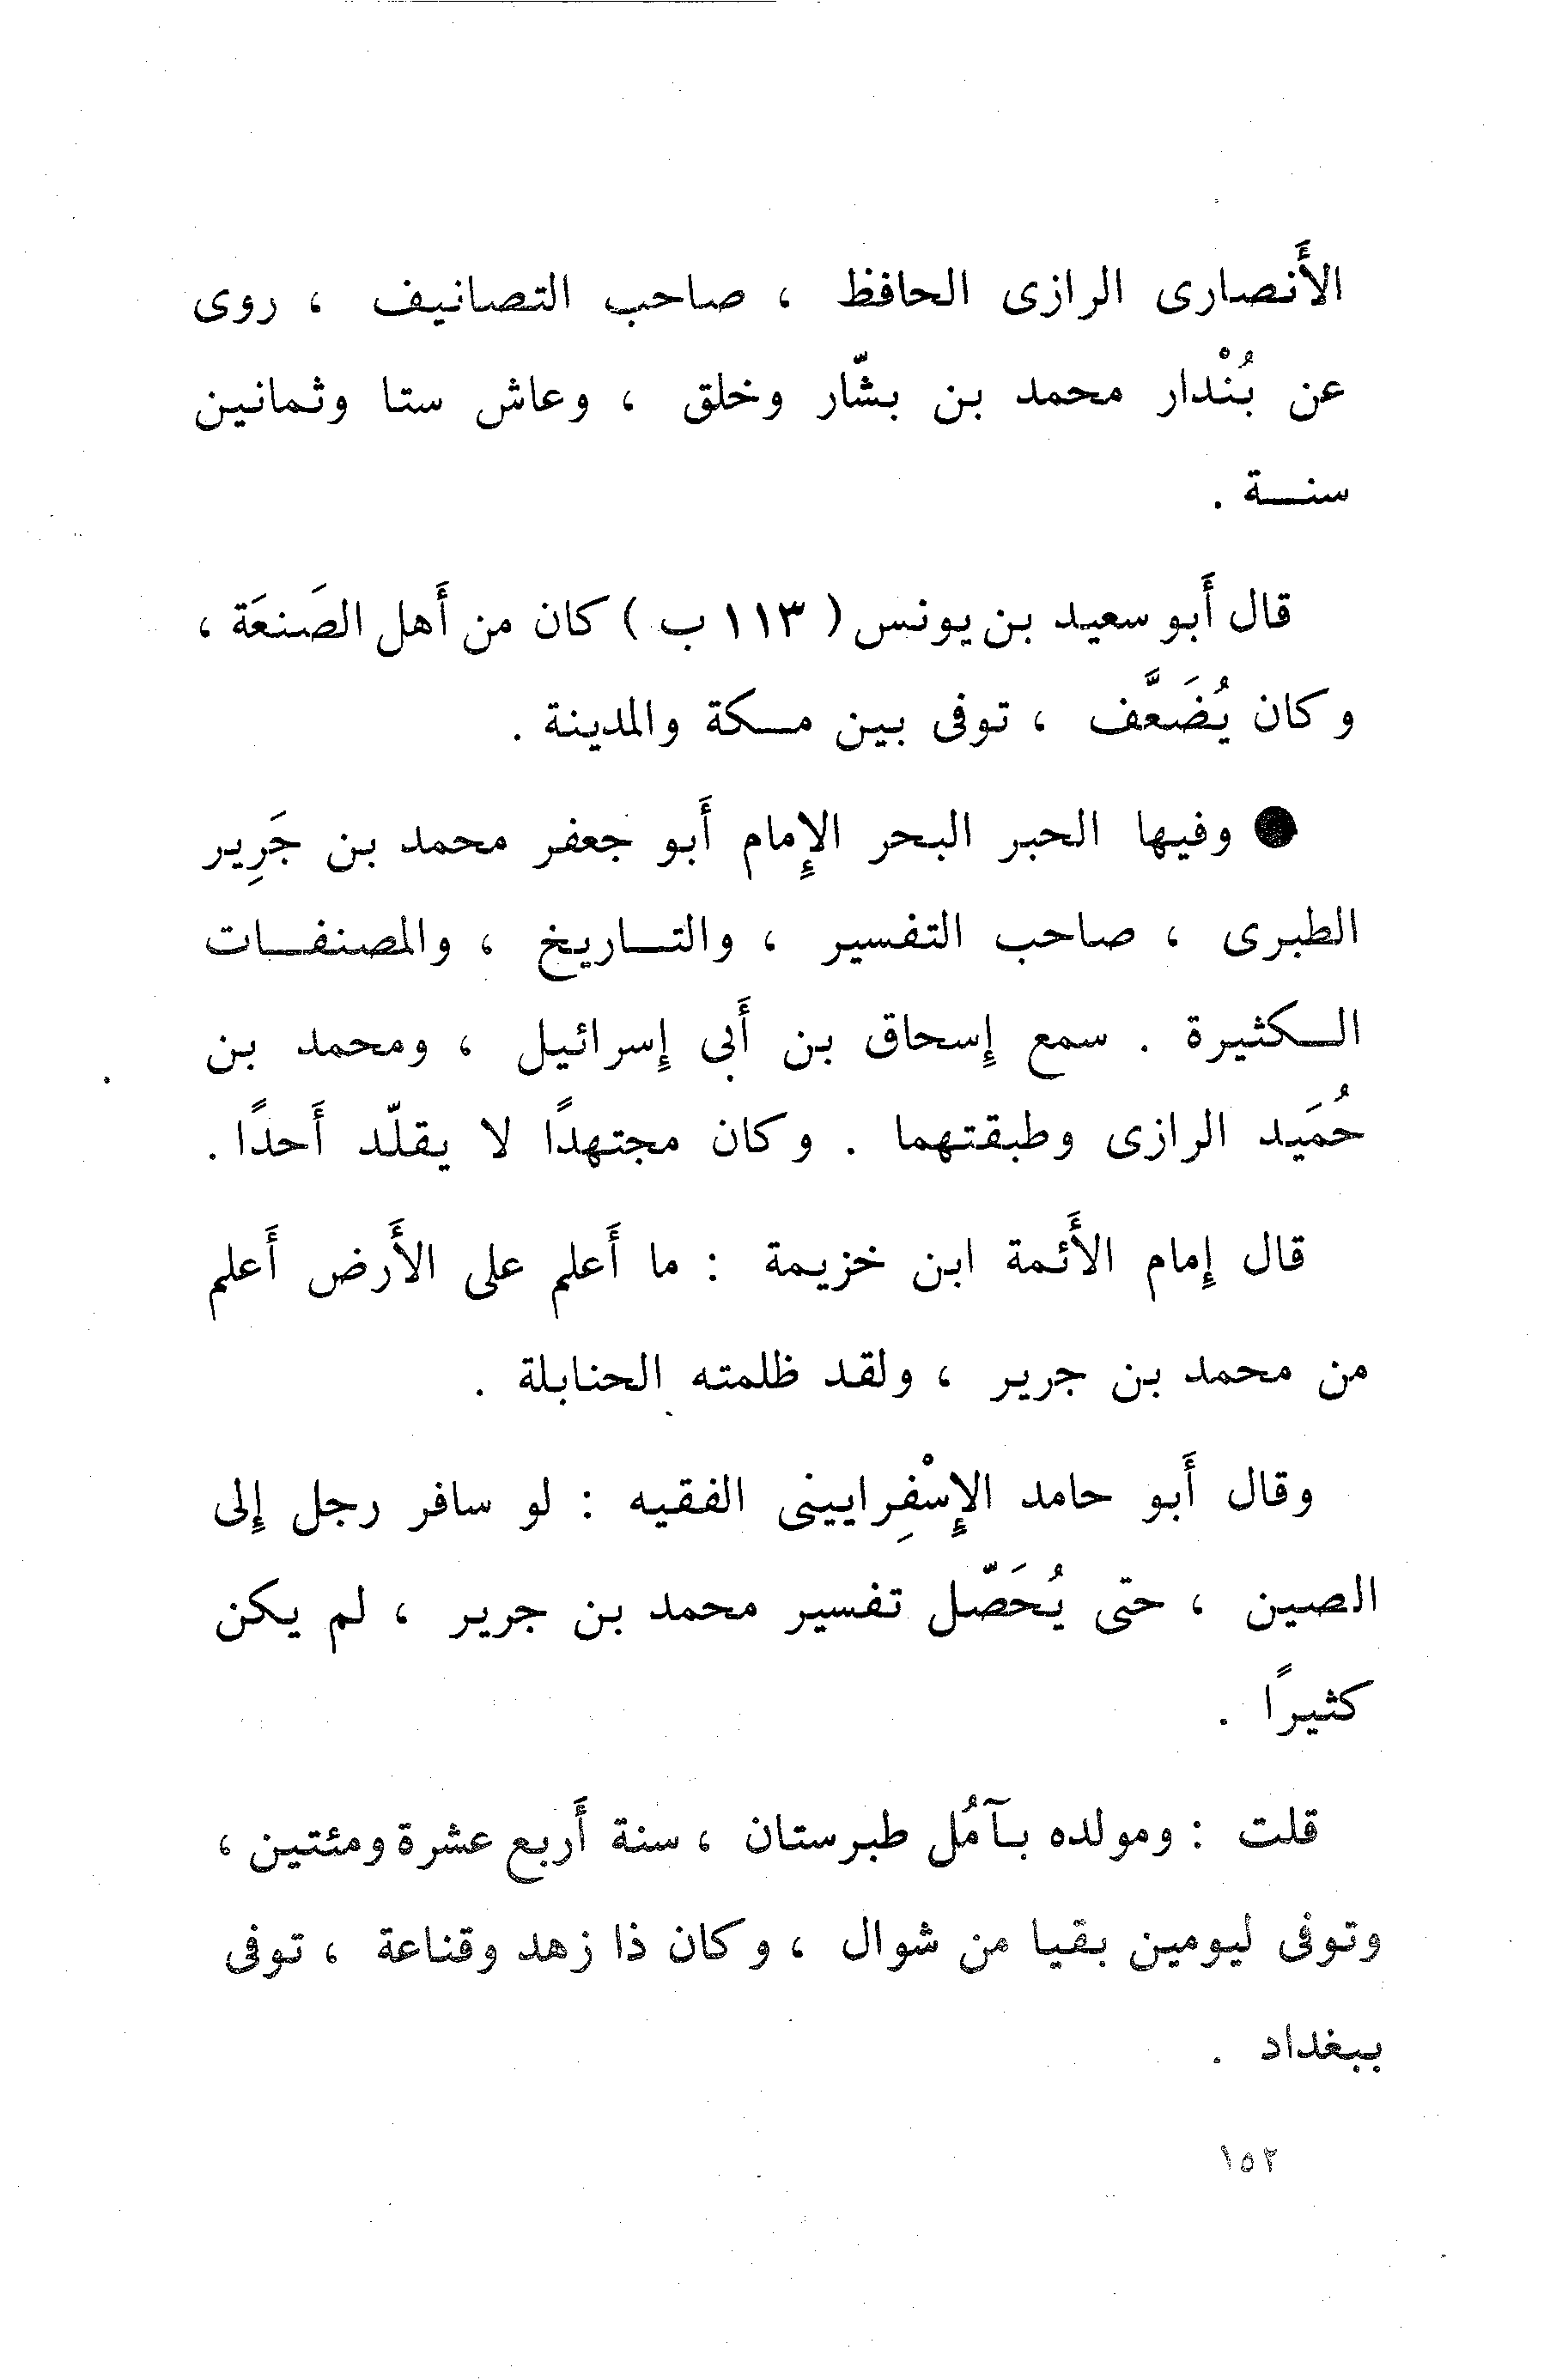 الأَنصارى الرازى الحافظ ، صاحب التصانيف ، روى
عن بُنْدار محمد بن بشّار وخلق ، وعاش ستا وثمانين
سنــة .
قال أَبو سعيد بن يونس ( ١١٣ ب ) كان من أَهل الصَنعَة ،
وكان يُضَعَّف ، توفى بين مـكة والمدينة .
● وفيها الحبر البحر الإِمام أَبو جعفر محمد بن جَرِير
الطبرى ، صاحب التفسير ، والتــاريخ ، والمصنفــات
الـكثيرة . سمع إِسحاق بن أَبى إِسرائيل ، ومحمد بن
حُمَيد الرازى وطبقتهما . وكان مجتهدًا لا يقلّد أَحدًا .
قال إِمام الأَئمة ابن خزيمة : ما أَعلم على الأَرض أَعلم
من محمد بن جرير ، ولقد ظلمته الحنابلة .
وقال أَبو حامد الإِسْفِرايينى الفقيه : لو سافر رجل إِلى
الصين ، حتى يُحَصّل تفسير محمد بن جرير ، لم يكن
كثيرًا .
قلت : ومولده بآمُل طبرستان ، سنة أَربع عشرة ومئتين ،
وتوفى ليومين بقيا من شوال ، وكان ذا زهد وقناعة ، توفى
ببغداد .
١٥٢